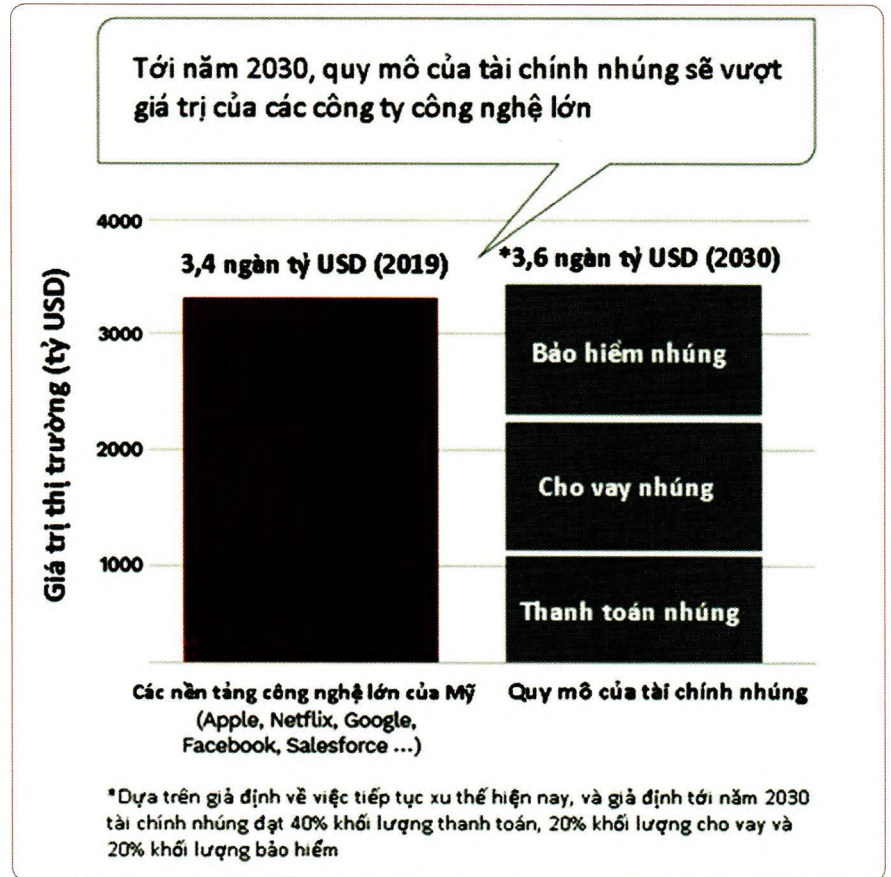 Tới năm 2030, quy mô của tài chính nhúng sẽ vượt
giá trị của các công ty công nghệ lớn
4000
3,4 ngàn tỷ USD (2019)
*3,6 ngàn tỷ USD (2030)
Giá trị thị trường (tỷ USD)
3000
Bảo hiểm nhúng
2000
Cho vay nhúng
1000
Thanh toán nhúng
Các nền tảng công nghệ lớn của Mỹ
(Apple, Netflix, Google,
Facebook, Salesforce ...)
Quy mô của tài chính nhúng
*Dựa trên giả định về việc tiếp tục xu thế hiện nay, và giả định tới năm 2030
tài chính nhúng đạt 40% khối lượng thanh toán, 20% khối lượng cho vay và
20% khối lượng bảo hiểm